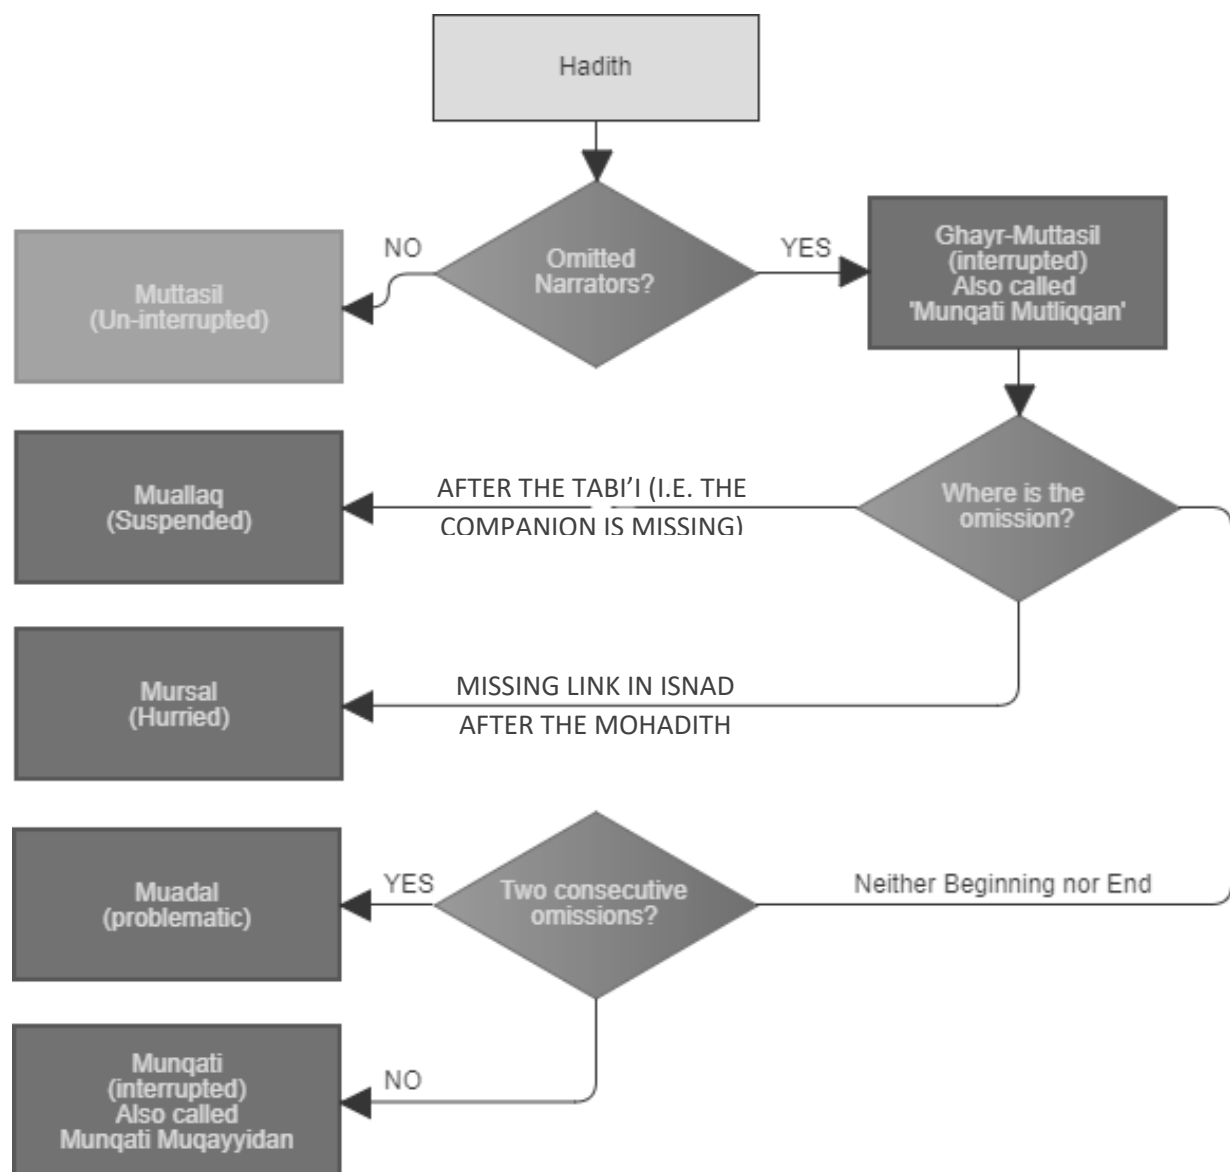 Hadith
Omitted
Narrators?
NO
YES
Muttasil
(Un-interrupted)
Ghayr-Muttasil
(interrupted)
Also called
'Munqati Mutliqqan'
Where is the
omission?
AFTER THE TABI’I (I.E. THE
COMPANION IS MISSING)
Muallaq
(Suspended)
MISSING LINK IN ISNAD
AFTER THE MOHADITH
Mursal
(Hurried)
Neither Beginning nor End
Two consecutive
omissions?
YES
Muadal
(problematic)
NO
Munqati
(interrupted)
Also called
Munqati Muqayyidan